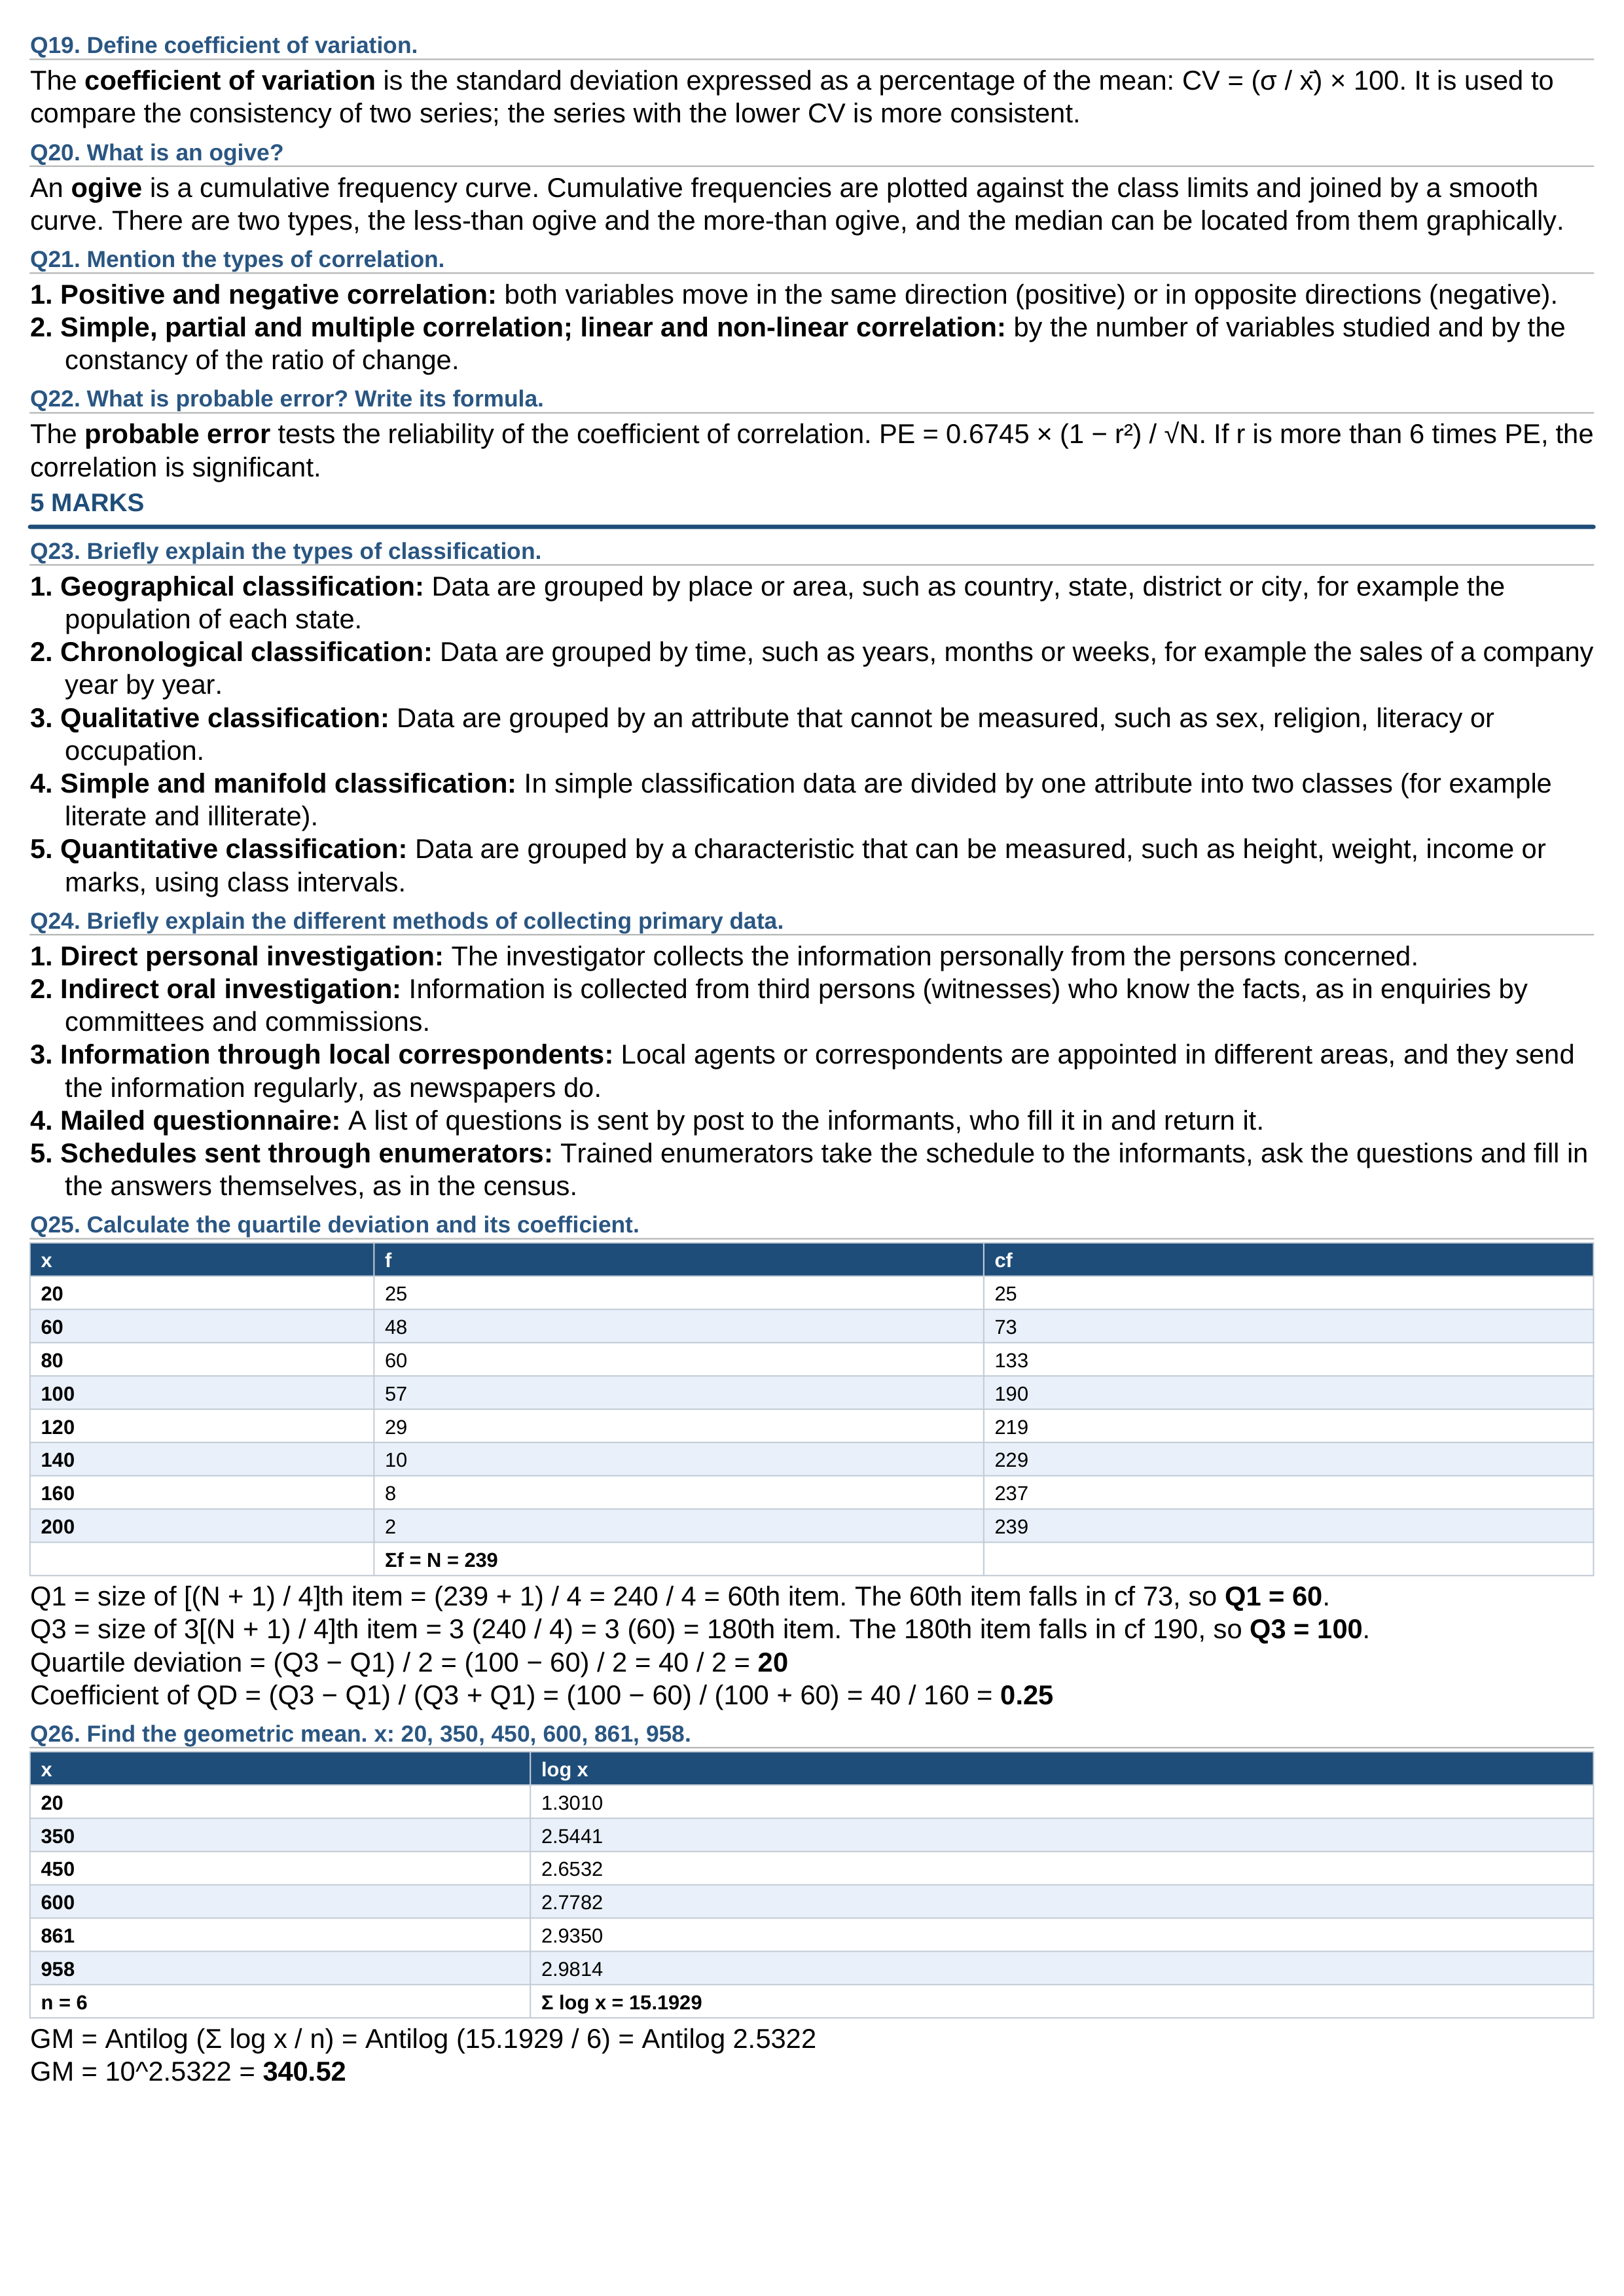 Q19. Define coefficient of variation.
The coefficient of variation is the standard deviation expressed as a percentage of the mean: CV = (σ / x̄) × 100. It is used to
compare the consistency of two series; the series with the lower CV is more consistent.
Q20. What is an ogive?
An ogive is a cumulative frequency curve. Cumulative frequencies are plotted against the class limits and joined by a smooth
curve. There are two types, the less-than ogive and the more-than ogive, and the median can be located from them graphically.
Q21. Mention the types of correlation.
1. Positive and negative correlation: both variables move in the same direction (positive) or in opposite directions (negative).
2. Simple, partial and multiple correlation; linear and non-linear correlation: by the number of variables studied and by the
constancy of the ratio of change.
Q22. What is probable error? Write its formula.
The probable error tests the reliability of the coefficient of correlation. PE = 0.6745 × (1 − r²) / √N. If r is more than 6 times PE, the
correlation is significant.
5 MARKS
Q23. Briefly explain the types of classification.
1. Geographical classification: Data are grouped by place or area, such as country, state, district or city, for example the
population of each state.
2. Chronological classification: Data are grouped by time, such as years, months or weeks, for example the sales of a company
year by year.
3. Qualitative classification: Data are grouped by an attribute that cannot be measured, such as sex, religion, literacy or
occupation.
4. Simple and manifold classification: In simple classification data are divided by one attribute into two classes (for example
literate and illiterate).
5. Quantitative classification: Data are grouped by a characteristic that can be measured, such as height, weight, income or
marks, using class intervals.
Q24. Briefly explain the different methods of collecting primary data.
1. Direct personal investigation: The investigator collects the information personally from the persons concerned.
2. Indirect oral investigation: Information is collected from third persons (witnesses) who know the facts, as in enquiries by
committees and commissions.
3. Information through local correspondents: Local agents or correspondents are appointed in different areas, and they send
the information regularly, as newspapers do.
4. Mailed questionnaire: A list of questions is sent by post to the informants, who fill it in and return it.
5. Schedules sent through enumerators: Trained enumerators take the schedule to the informants, ask the questions and fill in
the answers themselves, as in the census.
Q25. Calculate the quartile deviation and its coefficient.
x f cf
20 25 25
60 48 73
80 60 133
100 57 190
120 29 219
140 10 229
160 8 237
200 2 239
Σf = N = 239
Q1 = size of [(N + 1) / 4]th item = (239 + 1) / 4 = 240 / 4 = 60th item. The 60th item falls in cf 73, so Q1 = 60.
Q3 = size of 3[(N + 1) / 4]th item = 3 (240 / 4) = 3 (60) = 180th item. The 180th item falls in cf 190, so Q3 = 100.
Quartile deviation = (Q3 − Q1) / 2 = (100 − 60) / 2 = 40 / 2 = 20
Coefficient of QD = (Q3 − Q1) / (Q3 + Q1) = (100 − 60) / (100 + 60) = 40 / 160 = 0.25
Q26. Find the geometric mean. x: 20, 350, 450, 600, 861, 958.
x log x
20 1.3010
350 2.5441
450 2.6532
600 2.7782
861 2.9350
958 2.9814
n = 6 Σ log x = 15.1929
GM = Antilog (Σ log x / n) = Antilog (15.1929 / 6) = Antilog 2.5322
GM = 10^2.5322 = 340.52